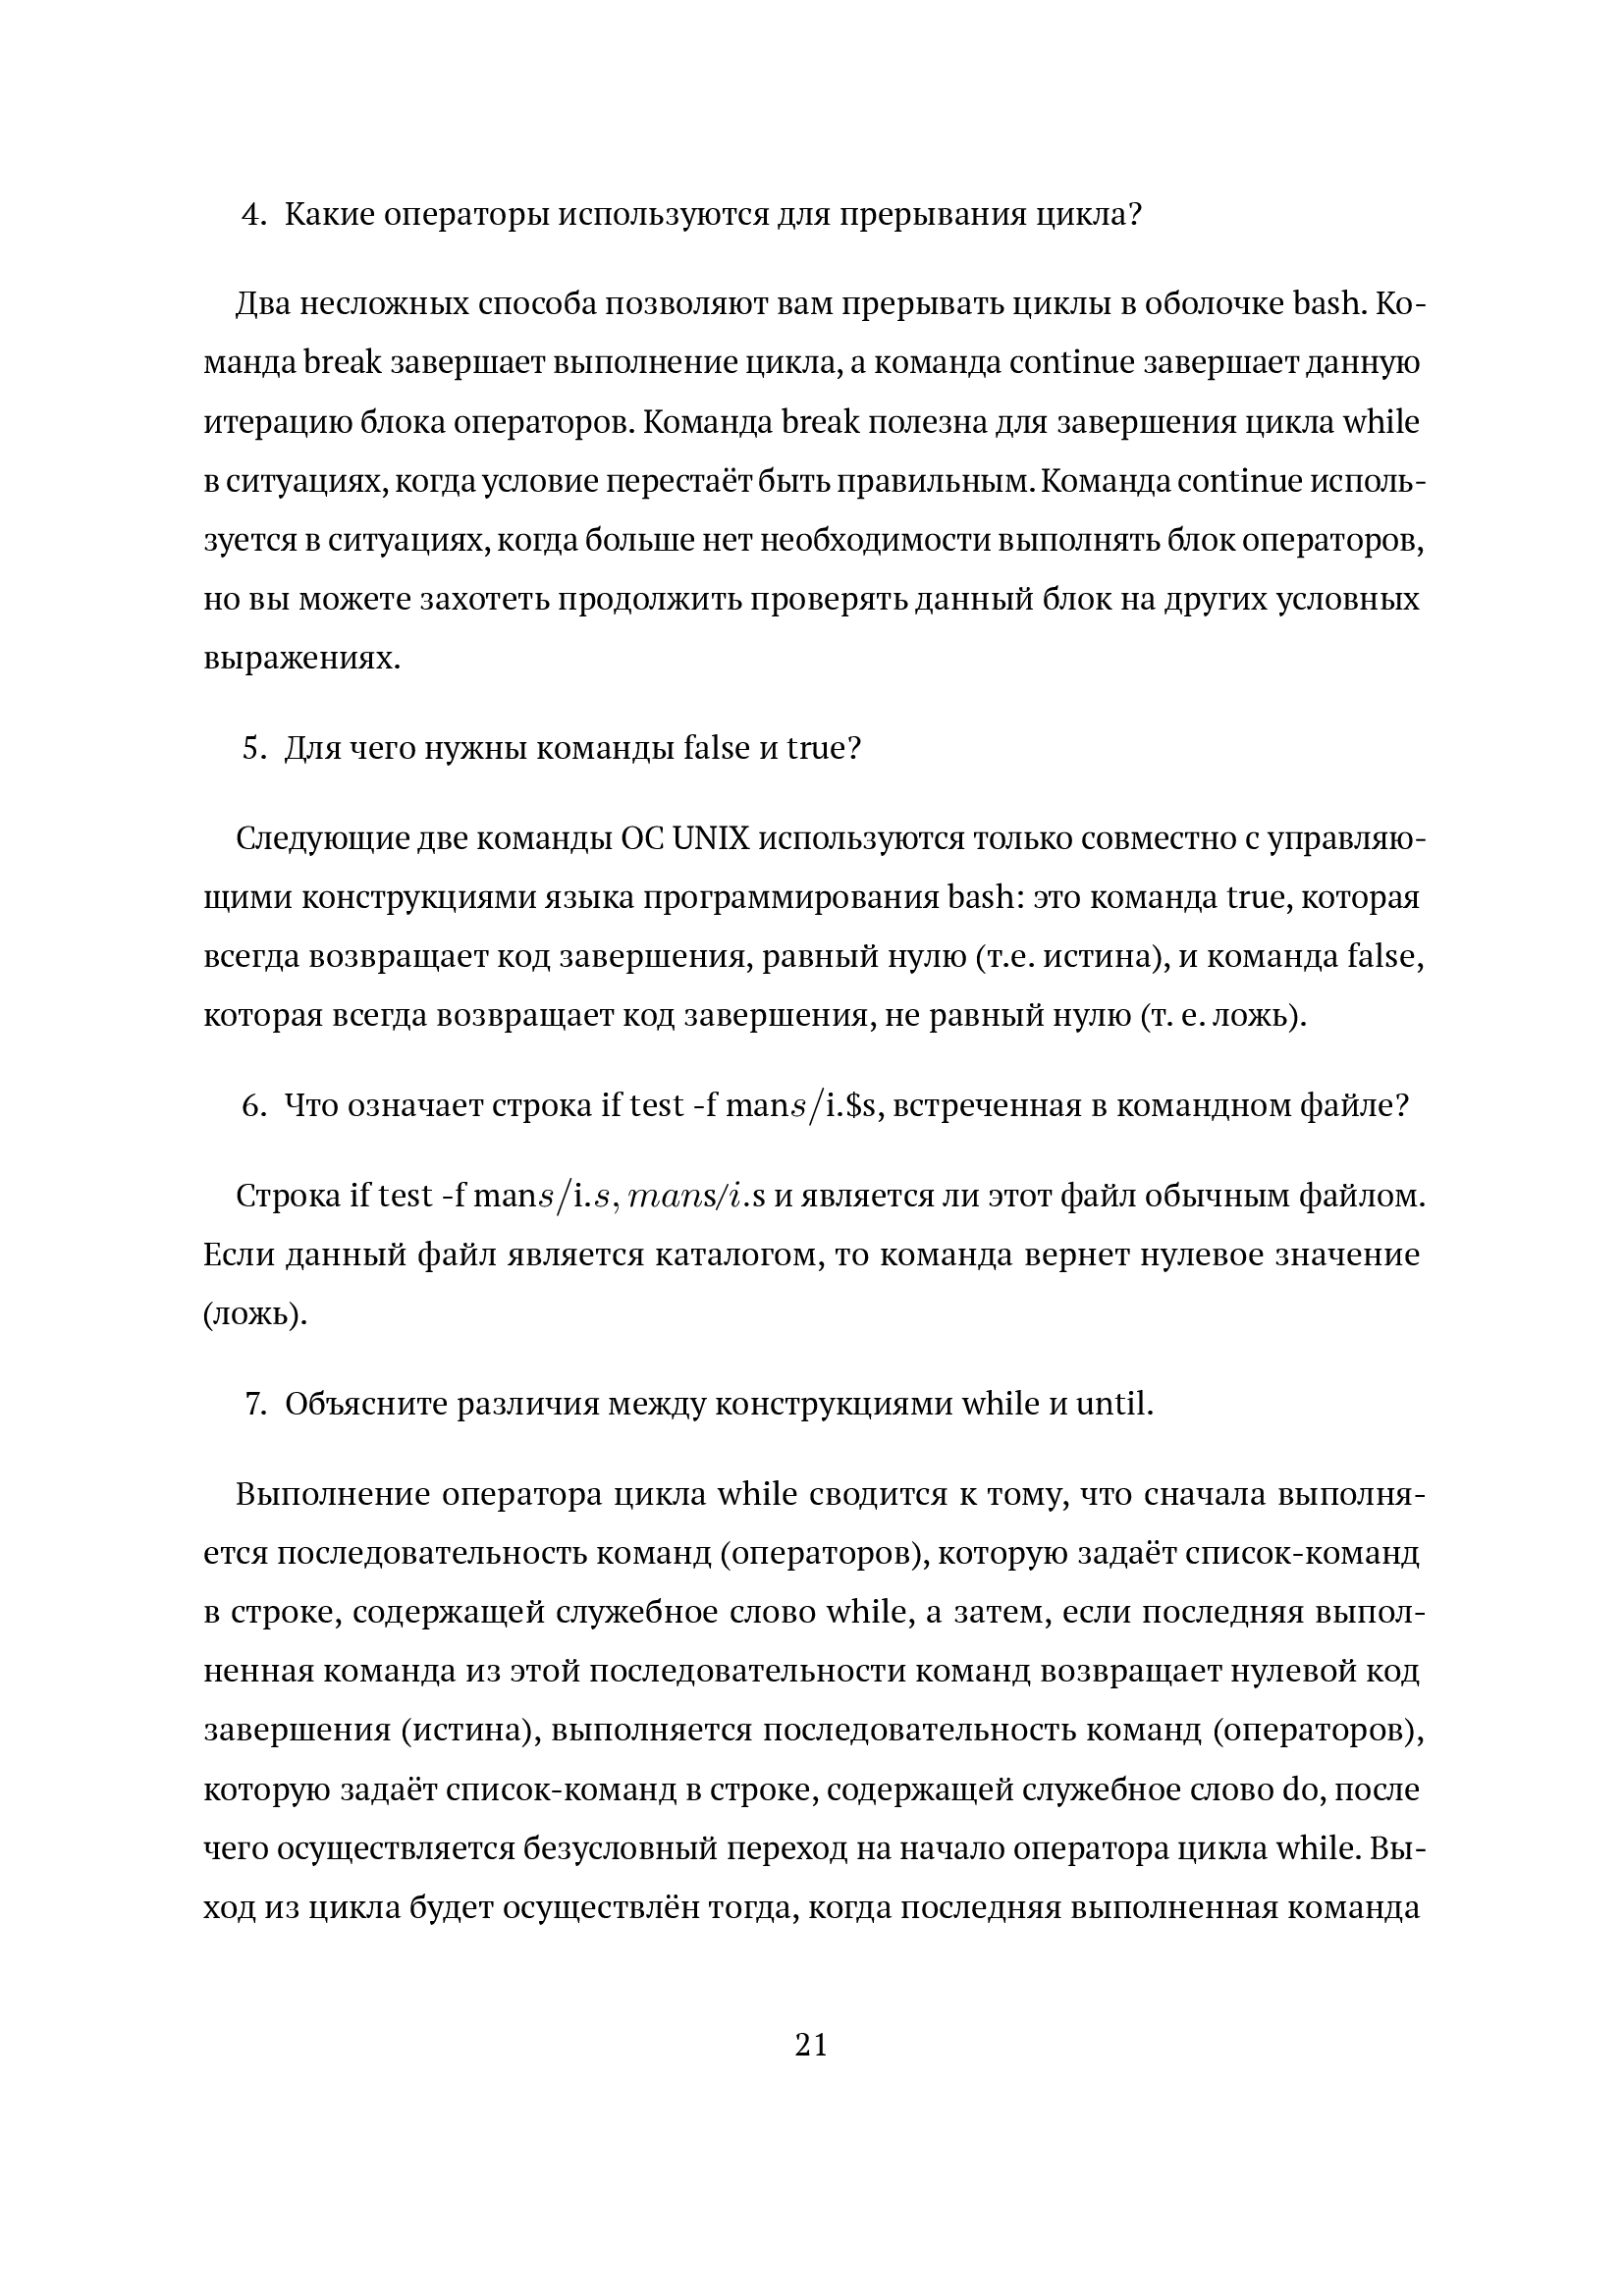 4. Какие операторы используются для прерывания цикла?
Два несложных способа позволяют вам прерывать циклы в оболочке bash. Ко-
манда break завершает выполнение цикла, а команда continue завершает данную
итерацию блока операторов. Команда break полезна для завершения цикла while
в ситуациях, когда условие перестаёт быть правильным. Команда continue исполь-
зуется в ситуациях, когда больше нет необходимости выполнять блок операторов,
но вы можете захотеть продолжить проверять данный блок на других условных
выражениях.
5. Для чего нужны команды false и true?
Следующие две команды ОС UNIX используются только совместно с управляю-
щими конструкциями языка программирования bash: это команда true, которая
всегда возвращает код завершения, равный нулю (т.е. истина), и команда false,
которая всегда возвращает код завершения, не равный нулю (т. е. ложь).
6. Что означает строка if test -f mans/i.$s, встреченная в командном файле?
Строка if test -f mans/i.s, mans/i.s и является ли этот файл обычным файлом.
Если данный файл является каталогом, то команда вернет нулевое значение
(ложь).
7. Объясните различия между конструкциями while и until.
Выполнение оператора цикла while сводится к тому, что сначала выполня-
ется последовательность команд (операторов), которую задаёт список-команд
в строке, содержащей служебное слово while, а затем, если последняя выпол-
ненная команда из этой последовательности команд возвращает нулевой код
завершения (истина), выполняется последовательность команд (операторов),
которую задаёт список-команд в строке, содержащей служебное слово do, после
чего осуществляется безусловный переход на начало оператора цикла while. Вы-
ход из цикла будет осуществлён тогда, когда последняя выполненная команда
21